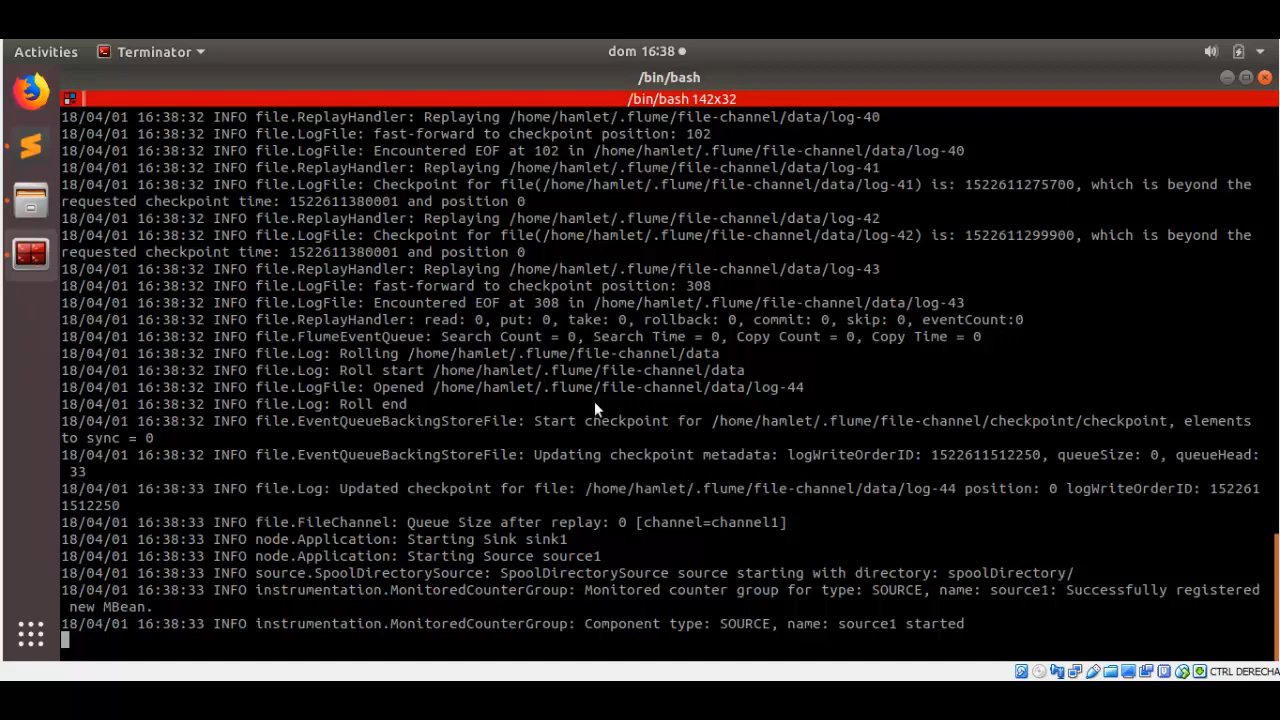 Activities Terminator dom 16:38
/bin/bash
/bin/bash 142x32
18/04/01 16:38:32 INFO file.ReplayHandler: Replaying /home/hamlet/.flume/file-channel/data/log-40
18/04/01 16:38:32 INFO file.LogFile: fast-forward to checkpoint position: 102
18/04/01 16:38:32 INFO file.LogFile: Encountered EOF at 102 in /home/hamlet/.flume/file-channel/data/log-40
18/04/01 16:38:32 INFO file.ReplayHandler: Replaying /home/hamlet/.flume/file-channel/data/log-41
18/04/01 16:38:32 INFO file.LogFile: Checkpoint for file(/home/hamlet/.flume/file-channel/data/log-41) is: 1522611275700, which is beyond the
requested checkpoint time: 1522611380001 and position 0
18/04/01 16:38:32 INFO file.ReplayHandler: Replaying /home/hamlet/.flume/file-channel/data/log-42
18/04/01 16:38:32 INFO file.LogFile: Checkpoint for file(/home/hamlet/.flume/file-channel/data/log-42) is: 1522611299900, which is beyond the
requested checkpoint time: 1522611380001 and position 0
18/04/01 16:38:32 INFO file.ReplayHandler: Replaying /home/hamlet/.flume/file-channel/data/log-43
18/04/01 16:38:32 INFO file.LogFile: fast-forward to checkpoint position: 308
18/04/01 16:38:32 INFO file.LogFile: Encountered EOF at 308 in /home/hamlet/.flume/file-channel/data/log-43
18/04/01 16:38:32 INFO file.ReplayHandler: read: 0, put: 0, take: 0, rollback: 0, commit: 0, skip: 0, eventCount:0
18/04/01 16:38:32 INFO file.FlumeEventQueue: Search Count = 0, Search Time = 0, Copy Count = 0, Copy Time = 0
18/04/01 16:38:32 INFO file.Log: Rolling /home/hamlet/.flume/file-channel/data
18/04/01 16:38:32 INFO file.Log: Roll start /home/hamlet/.flume/file-channel/data
18/04/01 16:38:32 INFO file.LogFile: Opened /home/hamlet/.flume/file-channel/data/log-44
18/04/01 16:38:32 INFO file.Log: Roll end
18/04/01 16:38:32 INFO file.EventQueueBackingStoreFile: Start checkpoint for /home/hamlet/.flume/file-channel/checkpoint/checkpoint, elements
to sync = 0
18/04/01 16:38:32 INFO file.EventQueueBackingStoreFile: Updating checkpoint metadata: logWriteOrderID: 1522611512250, queueSize: 0, queueHead:
33
18/04/01 16:38:33 INFO file.Log: Updated checkpoint for file: /home/hamlet/.flume/file-channel/data/log-44 position: 0 logWriteOrderID: 152261
1512250
18/04/01 16:38:33 INFO file.FileChannel: Queue Size after replay: 0 [channel=channel1]
18/04/01 16:38:33 INFO node.Application: Starting Sink sink1
18/04/01 16:38:33 INFO node.Application: Starting Source source1
18/04/01 16:38:33 INFO source.SpoolDirectorySource: SpoolDirectorySource source starting with directory: spoolDirectory/
18/04/01 16:38:33 INFO instrumentation.MonitoredCounterGroup: Monitored counter group for type: SOURCE, name: source1: Successfully registered
new MBean.
18/04/01 16:38:33 INFO instrumentation.MonitoredCounterGroup: Component type: SOURCE, name: source1 started
CTRL DERECHA